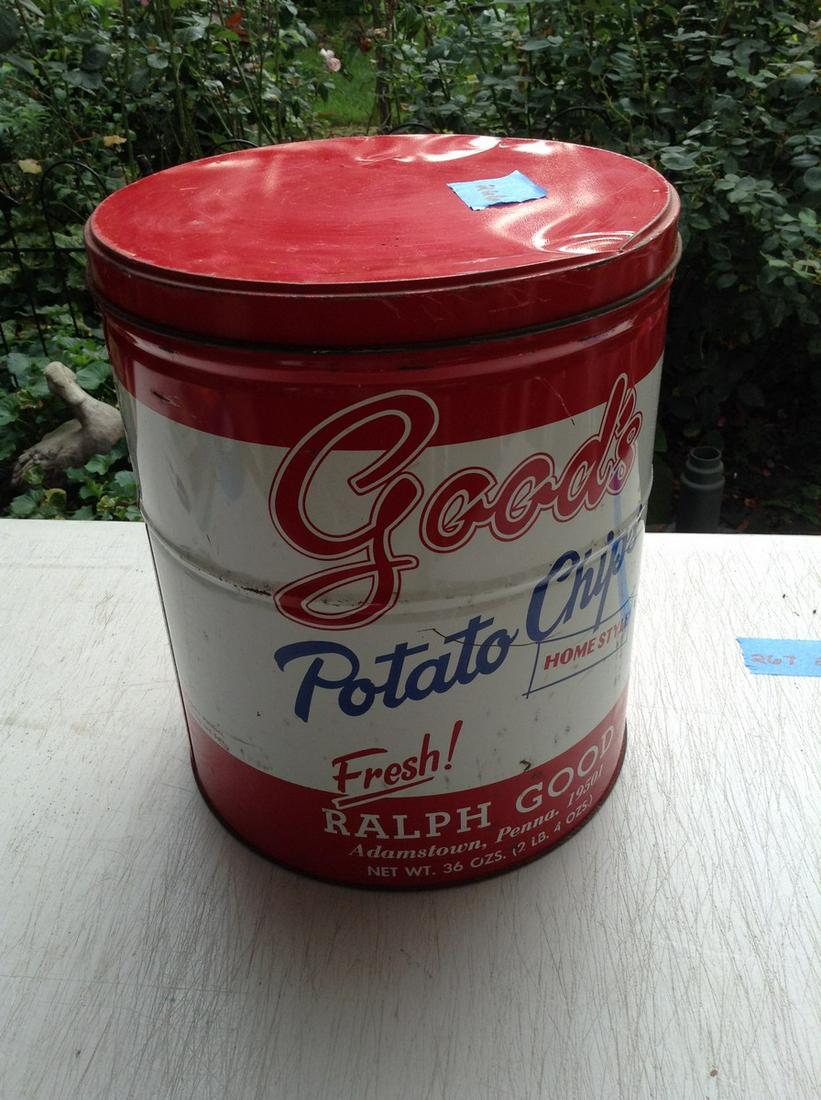 Good's
Potato Chips
HOME STYLE
Fresh!
RALPH GOOD
Adamstown, Penna. 19501
NET WT. 36 OZS. (2 LB. 4 OZS.)
267